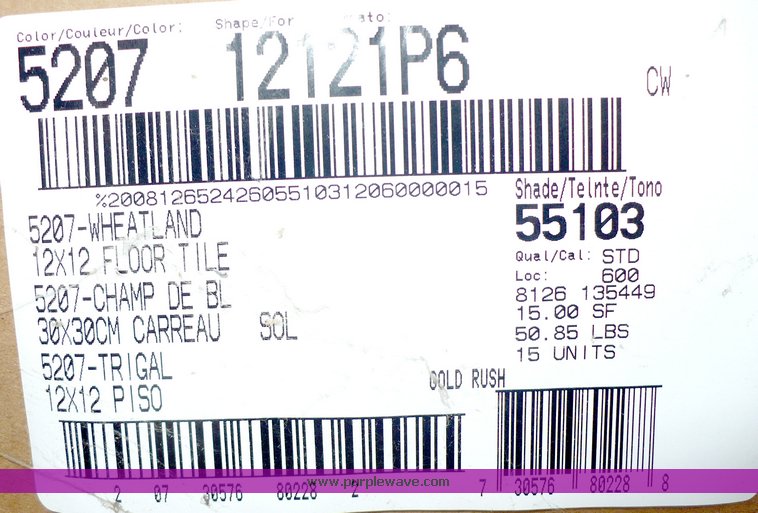 Color/Couleur/Color: Shape/For ato:
5207 12121P6
CW
%20081265242605510312060000015
Shade/Teinte/Tono
55103
5207-WHEATLAND
12X12 FLOOR TILE
5207-CHAMP DE BL
30X30CM CARREAU SOL
5207-TRIGAL
12X12 PISO
Qual/Cal: STD
Loc: 600
8126 135449
15.00 SF
50.85 LBS
15 UNITS
GOLD RUSH
2 07 30576 80228 2
7 30576 80228 8
www.purplewave.com